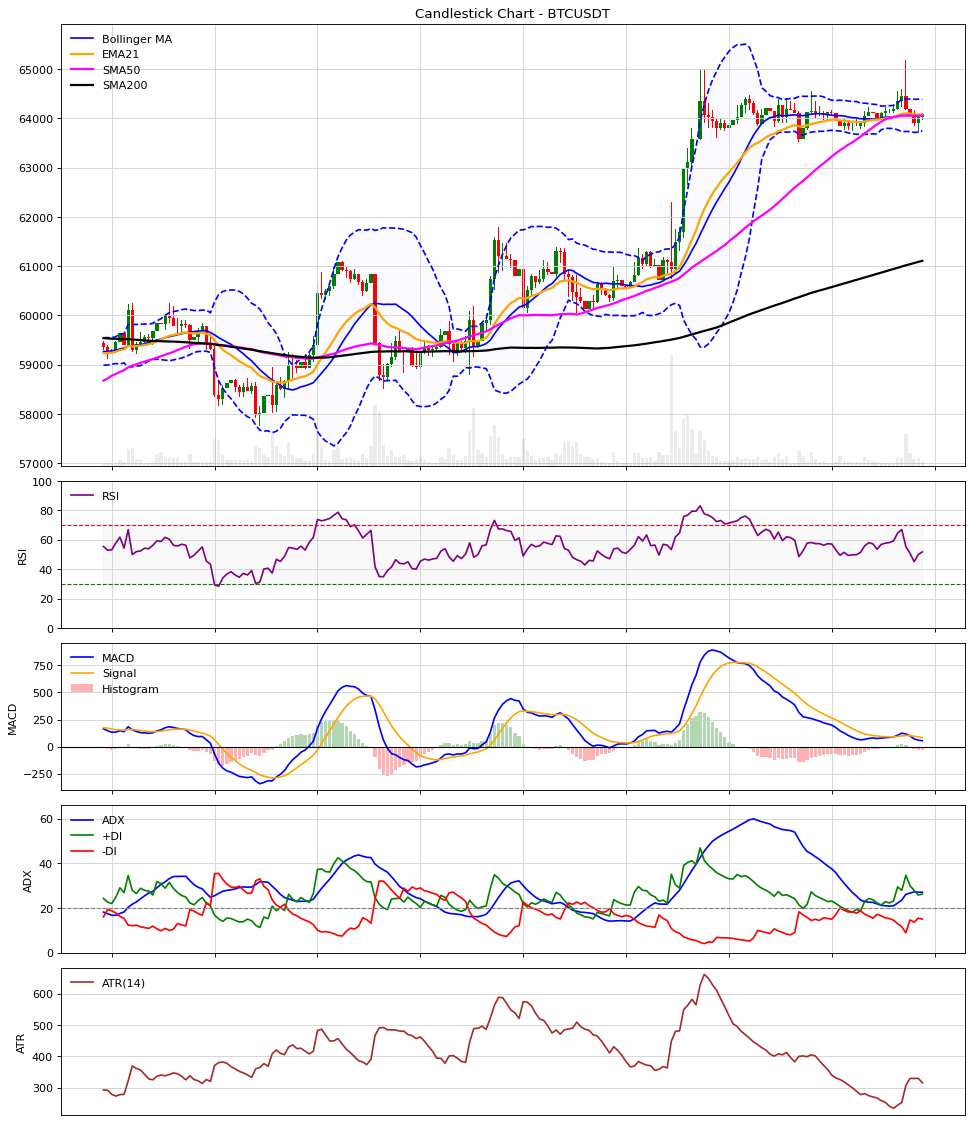 Candlestick Chart - BTCUSDT
Bollinger MA
EMA21
SMA50
SMA200
65000
64000
63000
62000
61000
60000
59000
58000
57000
100
80
60
40
20
0
RSI
RSI
750
500
250
0
−250
MACD
MACD
Signal
Histogram
60
40
20
0
ADX
ADX
+DI
-DI
600
500
400
300
ATR
ATR(14)